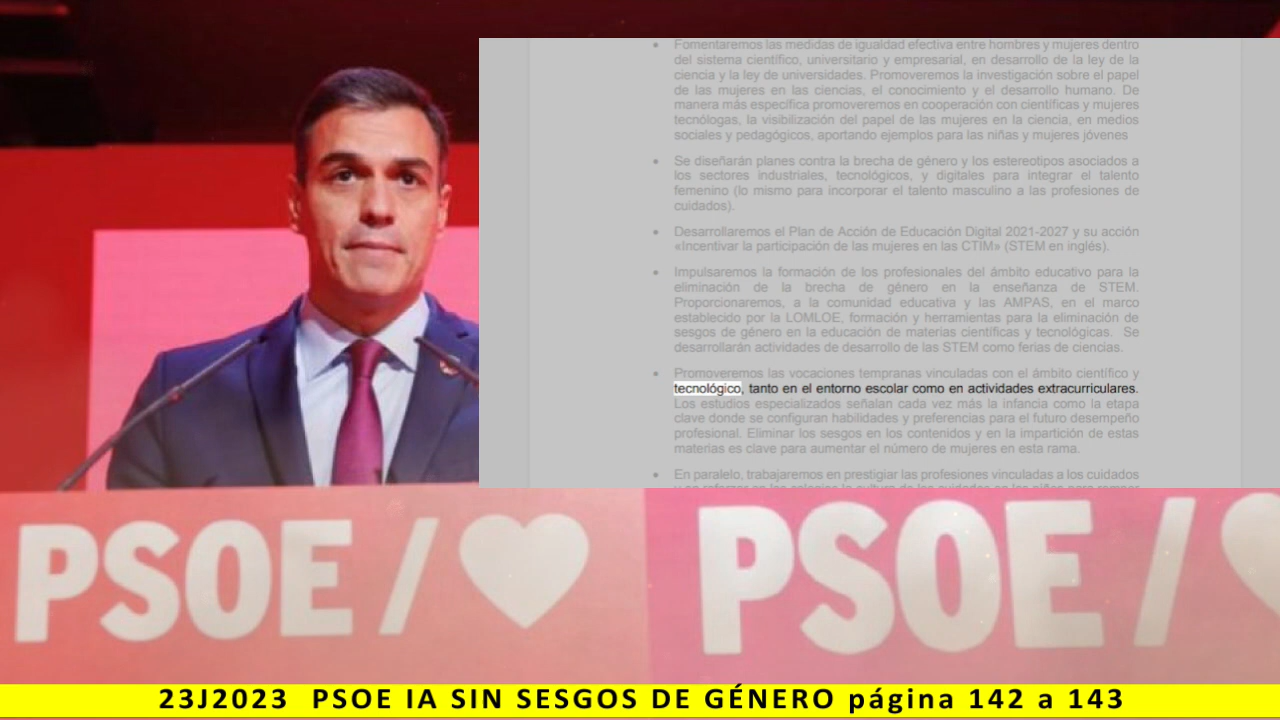 Fomentaremos las medidas de igualdad efectiva entre hombres y mujeres dentro
del sistema científico, universitario y empresarial, en desarrollo de la ley de la
ciencia y la ley de universidades. Promoveremos la investigación sobre el papel
de las mujeres en las ciencias, el conocimiento y el desarrollo humano. De
manera más específica promoveremos en cooperación con científicas y mujeres
tecnólogas, la visibilización del papel de las mujeres en la ciencia, en medios
sociales y pedagógicos, aportando ejemplos para las niñas y mujeres jóvenes
Se diseñarán planes contra la brecha de género y los estereotipos asociados a
los sectores industriales, tecnológicos, y digitales para integrar el talento
femenino (lo mismo para incorporar el talento masculino a las profesiones de
cuidados).
Desarrollaremos el Plan de Acción de Educación Digital 2021-2027 y su acción
«Incentivar la participación de las mujeres en las CTIM» (STEM en inglés).
Impulsaremos la formación de los profesionales del ámbito educativo para la
eliminación de la brecha de género en la enseñanza de STEM.
Proporcionaremos, a la comunidad educativa y las AMPAS, en el marco
establecido por la LOMLOE, formación y herramientas para la eliminación de
sesgos de género en la educación de materias científicas y tecnológicas. Se
desarrollarán actividades de desarrollo de las STEM como ferias de ciencias.
Promoveremos las vocaciones tempranas vinculadas con el ámbito científico y
tecnológico, tanto en el entorno escolar como en actividades extracurriculares.
Los estudios especializados señalan cada vez más la infancia como la etapa
clave donde se configuran habilidades y preferencias para el futuro desempeño
profesional. Eliminar los sesgos en los contenidos y en la impartición de estas
materias es clave para aumentar el número de mujeres en esta rama.
En paralelo, trabajaremos en prestigiar las profesiones vinculadas a los cuidados
PSOE /
PSOE /
23J2023 PSOE IA SIN SESGOS DE GÉNERO página 142 a 143